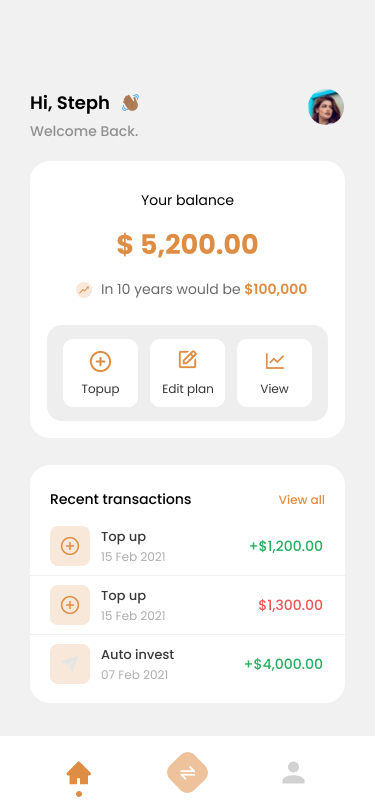 Hi, Steph 👋🏾
Welcome Back.
Your balance
$ 5,200.00
In 10 years would be $100,000
Topup
Edit plan
View
Recent transactions
View all
Top up
+$1,200.00
15 Feb 2021
Top up
$1,300.00
15 Feb 2021
Auto invest
+$4,000.00
07 Feb 2021